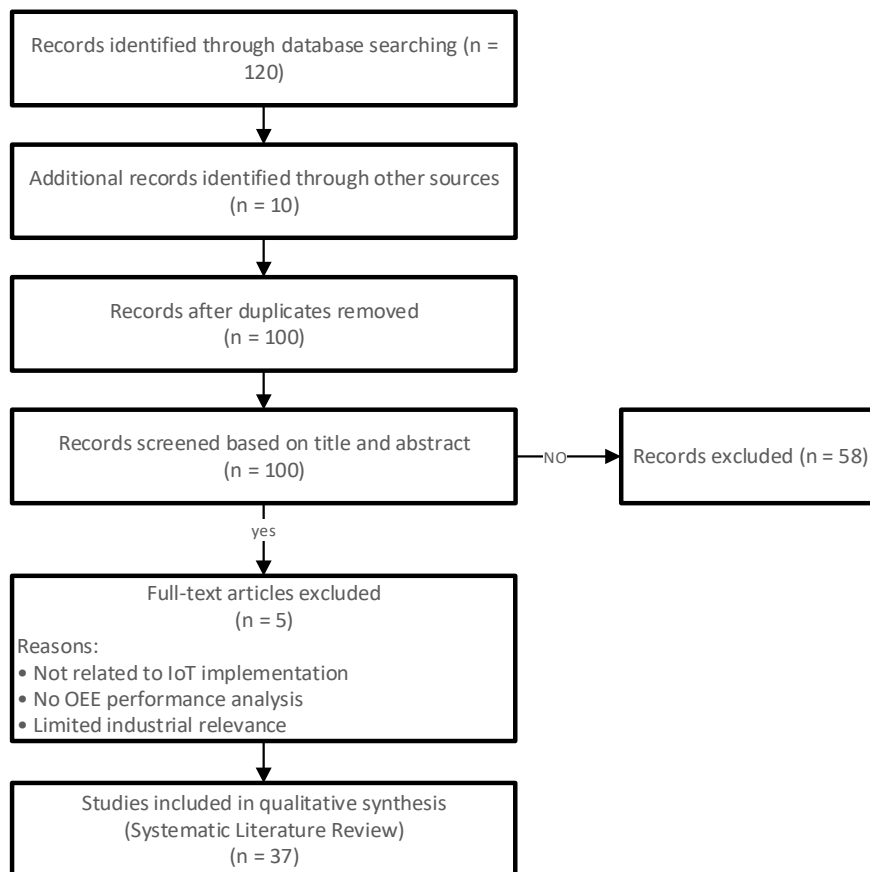 Records identified through database searching (n =
120)
Additional records identified through other sources
(n = 10)
Records after duplicates removed
(n = 100)
Records screened based on title and abstract
(n = 100)
NO
Records excluded (n = 58)
yes
Full-text articles excluded
(n = 5)
Reasons:
• Not related to IoT implementation
• No OEE performance analysis
• Limited industrial relevance
Studies included in qualitative synthesis
(Systematic Literature Review)
(n = 37)